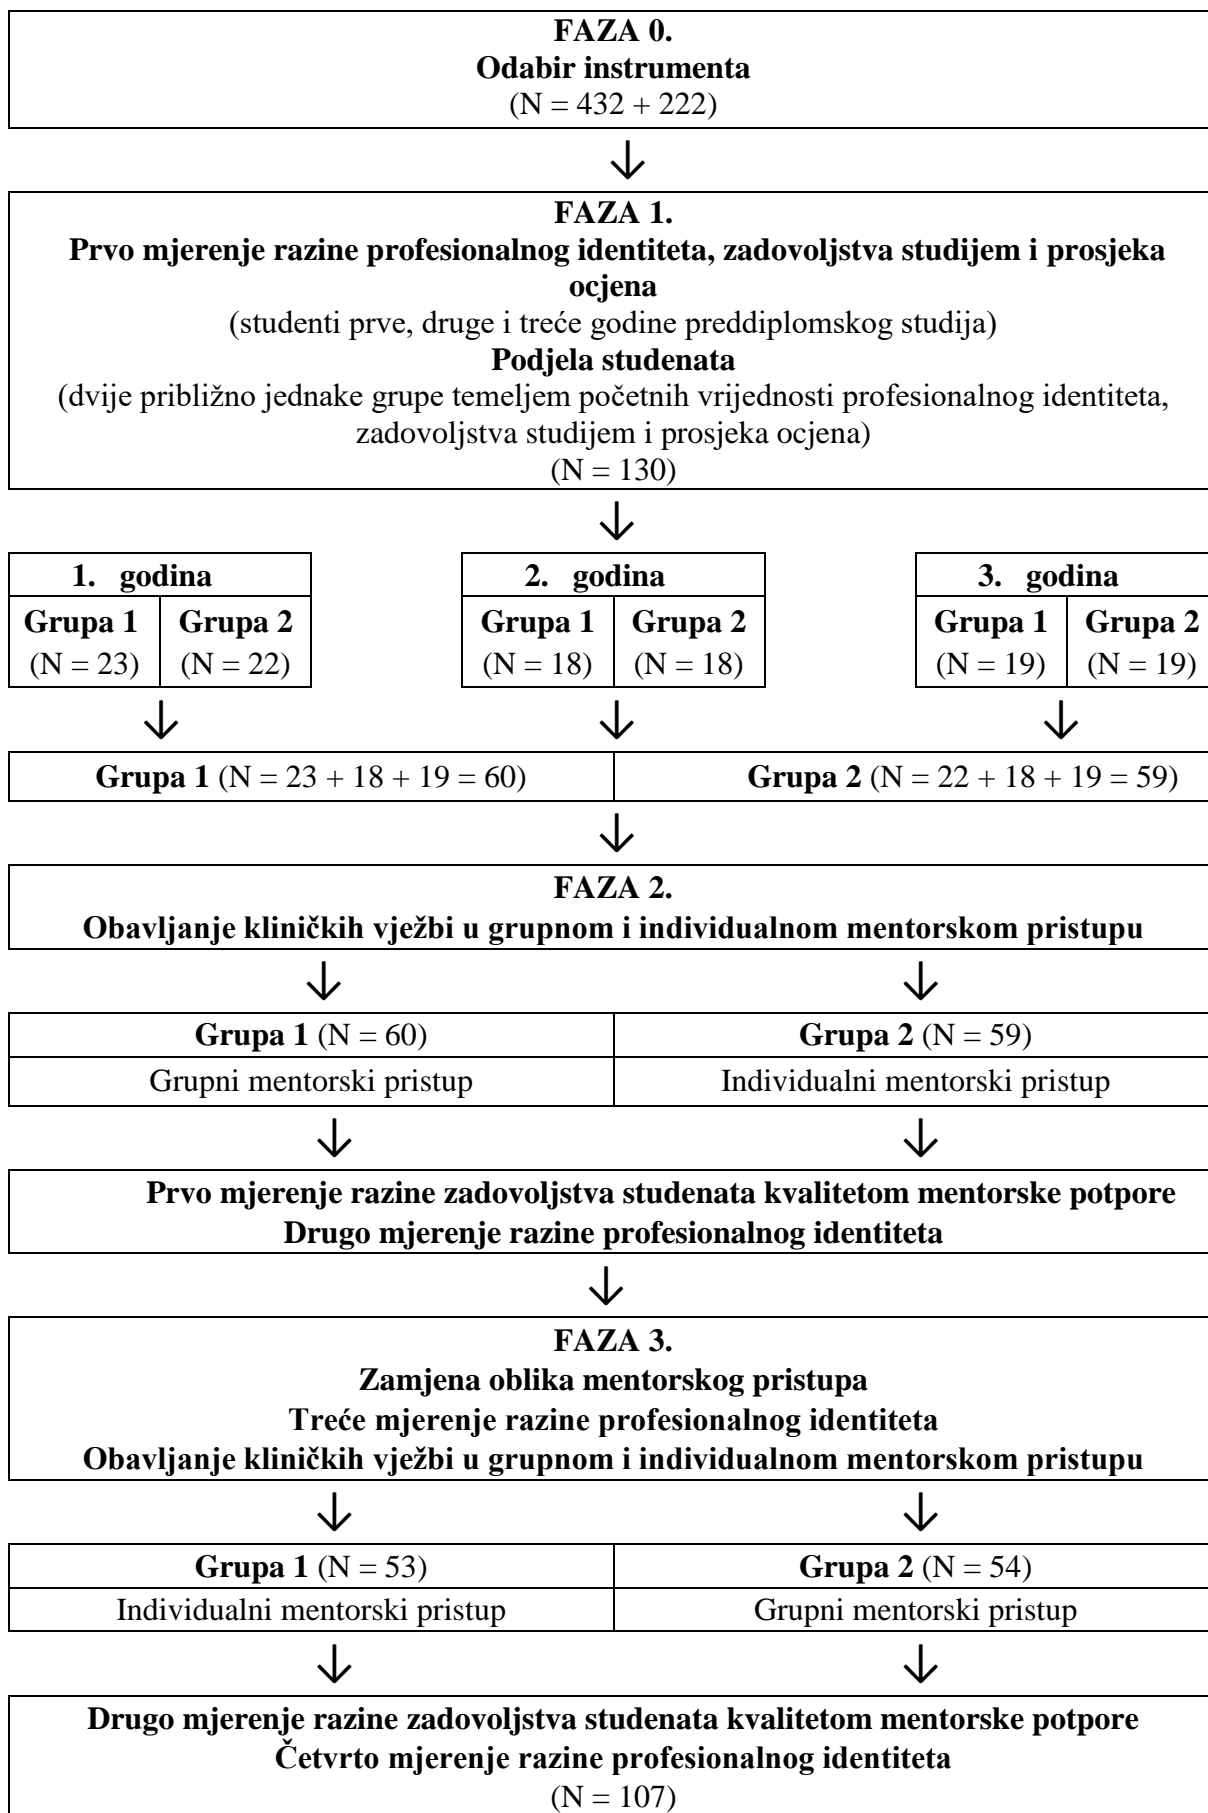 FAZA 0.
Odabir instrumenta
(N = 432 + 222)
FAZA 1.
Prvo mjerenje razine profesionalnog identiteta, zadovoljstva studijem i prosjeka
ocjena
(studenti prve, druge i treće godine preddiplomskog studija)
Podjela studenata
(dvije približno jednake grupe temeljem početnih vrijednosti profesionalnog identiteta,
zadovoljstva studijem i prosjeka ocjena)
(N = 130)
1. godina
Grupa 1 Grupa 2
(N = 23) (N = 22)
2. godina
Grupa 1 Grupa 2
(N = 18) (N = 18)
3. godina
Grupa 1 Grupa 2
(N = 19) (N = 19)
Grupa 1 (N = 23 + 18 + 19 = 60)
Grupa 2 (N = 22 + 18 + 19 = 59)
FAZA 2.
Obavljanje kliničkih vježbi u grupnom i individualnom mentorskom pristupu
Grupa 1 (N = 60)
Grupni mentorski pristup
Grupa 2 (N = 59)
Individualni mentorski pristup
Prvo mjerenje razine zadovoljstva studenata kvalitetom mentorske potpore
Drugo mjerenje razine profesionalnog identiteta
FAZA 3.
Zamjena oblika mentorskog pristupa
Treće mjerenje razine profesionalnog identiteta
Obavljanje kliničkih vježbi u grupnom i individualnom mentorskom pristupu
Grupa 1 (N = 53)
Individualni mentorski pristup
Grupa 2 (N = 54)
Grupni mentorski pristup
Drugo mjerenje razine zadovoljstva studenata kvalitetom mentorske potpore
Četvrto mjerenje razine profesionalnog identiteta
(N = 107)